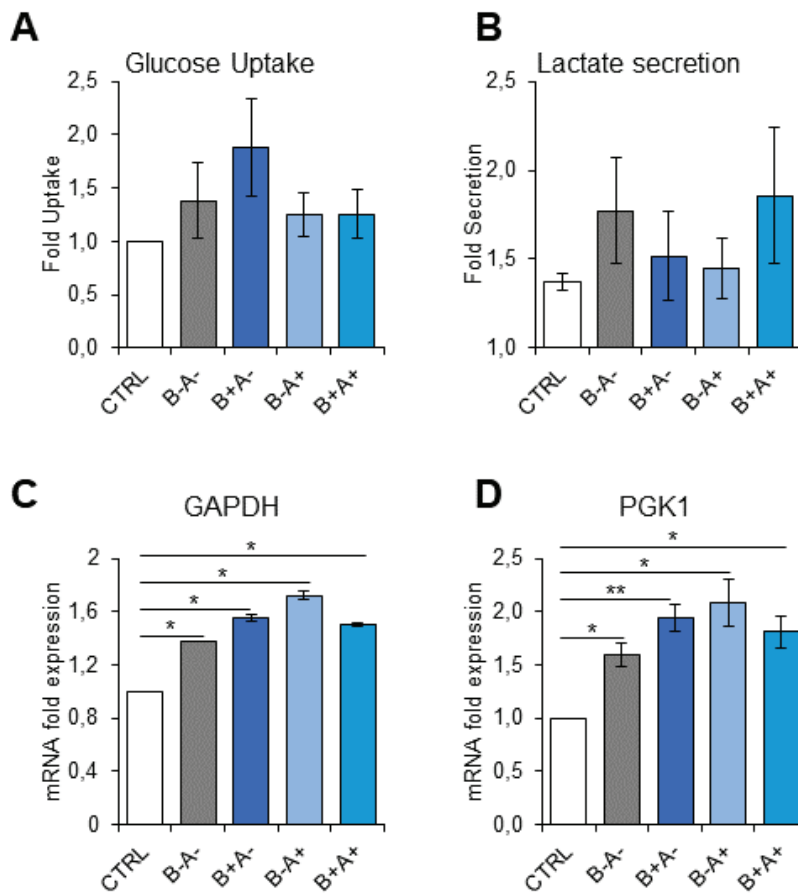 A
Glucose Uptake
2,5
2,0
1,5
1,0
0,5
0,0
Fold Uptake
CTRL
B-A-
B+A-
B-A+
B+A+
B
Lactate secretion
2,5
2,0
1,5
1,0
Fold Secretion
CTRL
B-A-
B+A-
B-A+
B+A+
C
GAPDH
2
1,6
1,2
0,8
0,4
0
mRNA fold expression
*
*
*
*
CTRL
B-A-
B+A-
B-A+
B+A+
D
PGK1
2,5
2,0
1,5
1,0
0,5
0,0
mRNA fold expression
*
*
**
*
CTRL
B-A-
B+A-
B-A+
B+A+